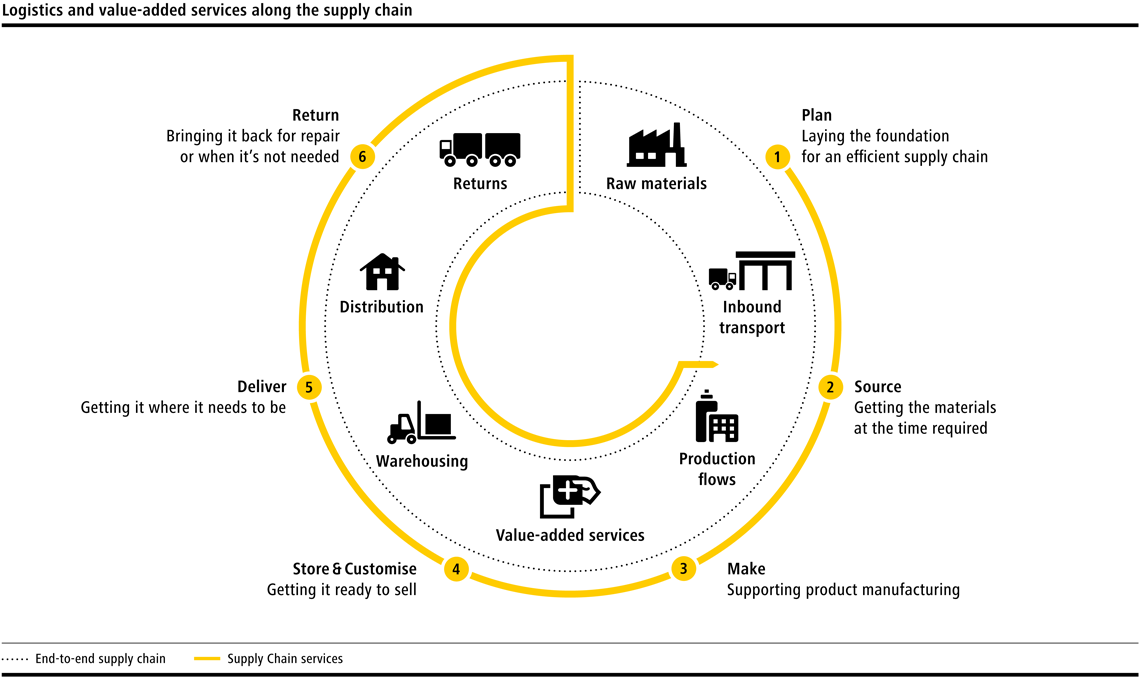 Logistics and value-added services along the supply chain
Plan
Laying the foundation
for an efficient supply chain
1
Source
Getting the materials
at the time required
2
Make
Supporting product manufacturing
3
Store & Customise
Getting it ready to sell
4
Deliver
Getting it where it needs to be
5
Return
Bringing it back for repair
or when it's not needed
6
Raw materials
Inbound
transport
Production
flows
Value-added services
Warehousing
Distribution
Returns
End-to-end supply chain
Supply Chain services